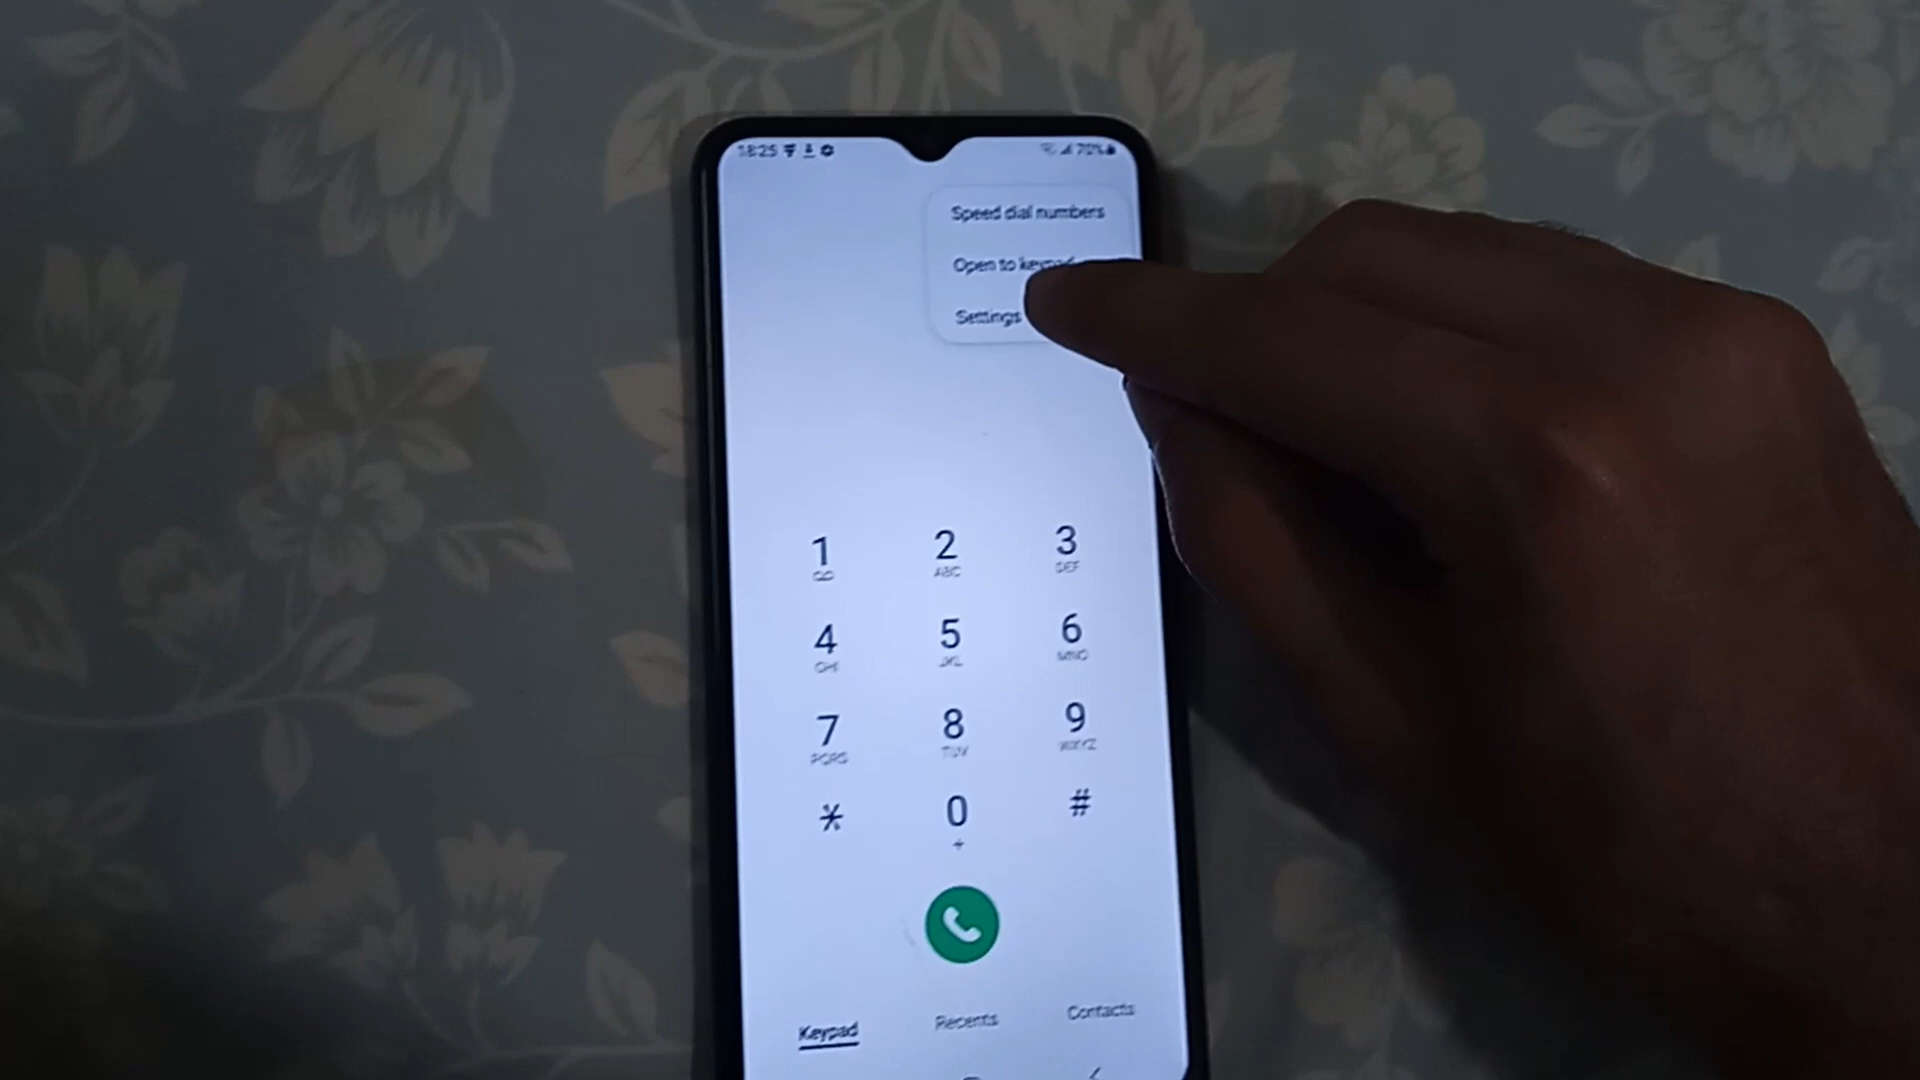 18:25 70%
Speed dial numbers
Open to keypad
Settings
1 2 3
ABC DEF
4 5 6
GHI JKL MNO
7 8 9
PQRS TUV WXYZ
* 0 #
+
Keypad Recents Contacts